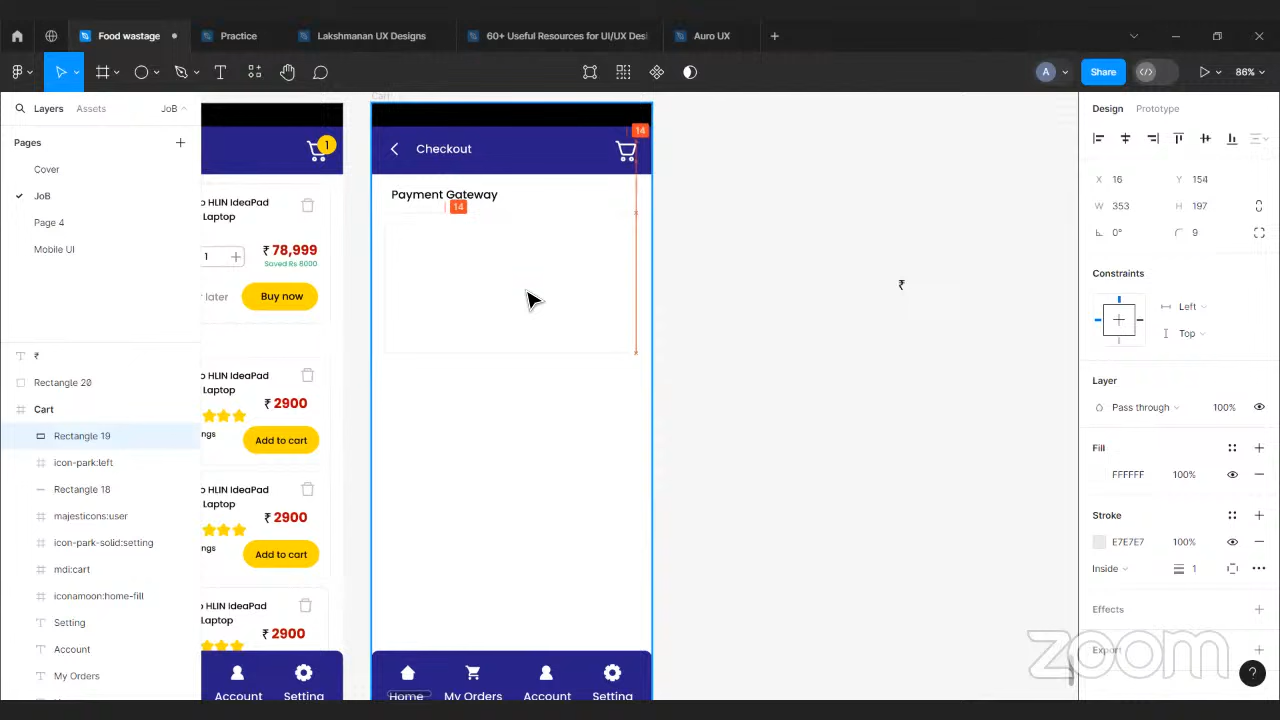 Food wastage
Practice
Lakshmanan UX Designs
60+ Useful Resources for UI/UX Desi
Auro UX
A
Share
86%
Layers
Assets
JoB
Pages
Cover
JoB
Page 4
Mobile UI
₹
Rectangle 20
Cart
Rectangle 19
icon-park:left
Rectangle 18
majesticons:user
icon-park-solid:setting
mdi:cart
iconamoon:home-fill
Setting
Account
My Orders
1
o HLIN IdeaPad
Laptop
1
₹ 78,999
Saved Rs 8000
r later
Buy now
o HLIN IdeaPad
Laptop
₹ 2900
ngs
Add to cart
o HLIN IdeaPad
Laptop
₹ 2900
ngs
Add to cart
o HLIN IdeaPad
Laptop
₹ 2900
Account
Setting
Cart
14
Checkout
Payment Gateway
14
Home
My Orders
Account
Setting
₹
Design
Prototype
X 16
Y 154
W 353
H 197
0°
9
Constraints
Left
Top
Layer
Pass through
100%
Fill
FFFFFF
100%
Stroke
E7E7E7
100%
Inside
1
Effects
Export
zoom
?